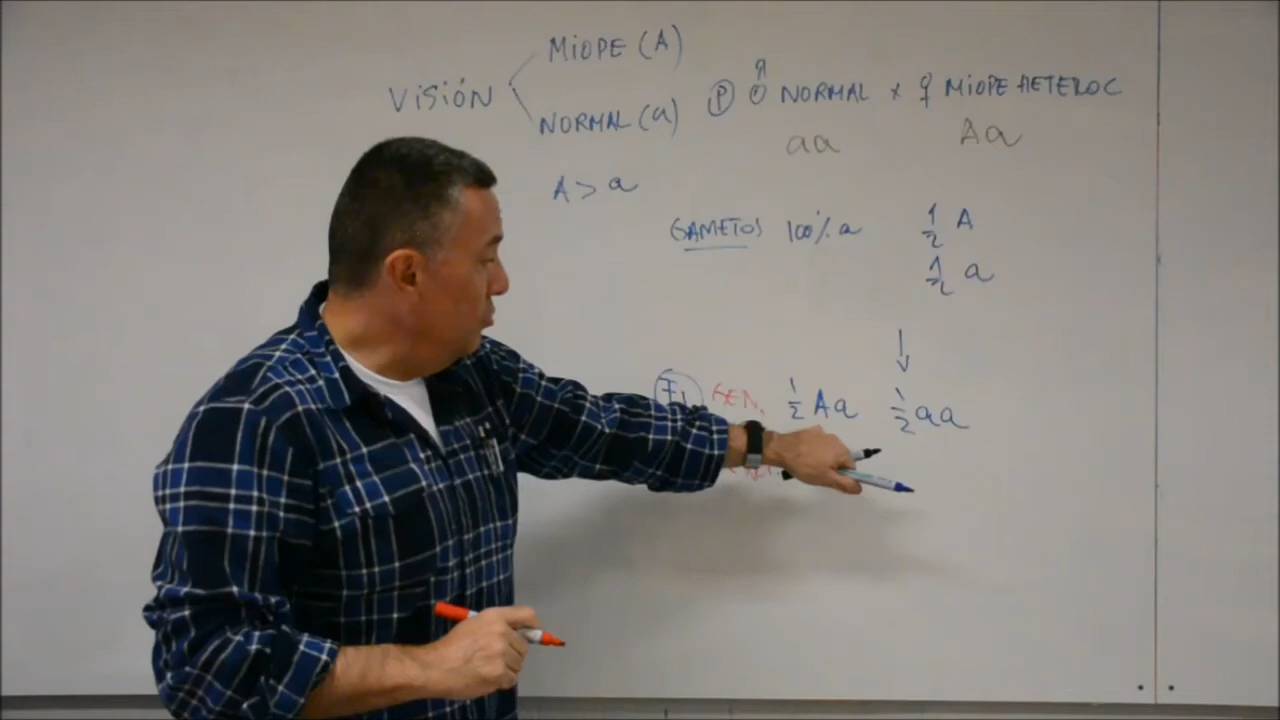 VISIÓN
MIOPE (A)
NORMAL (a)
A > a
P ♂ NORMAL x ♀ MIOPE HETEROC
aa Aa
GAMETOS 100% a 1/2 A
1/2 a
↓
F1 GEN. 1/2 Aa 1/2 aa